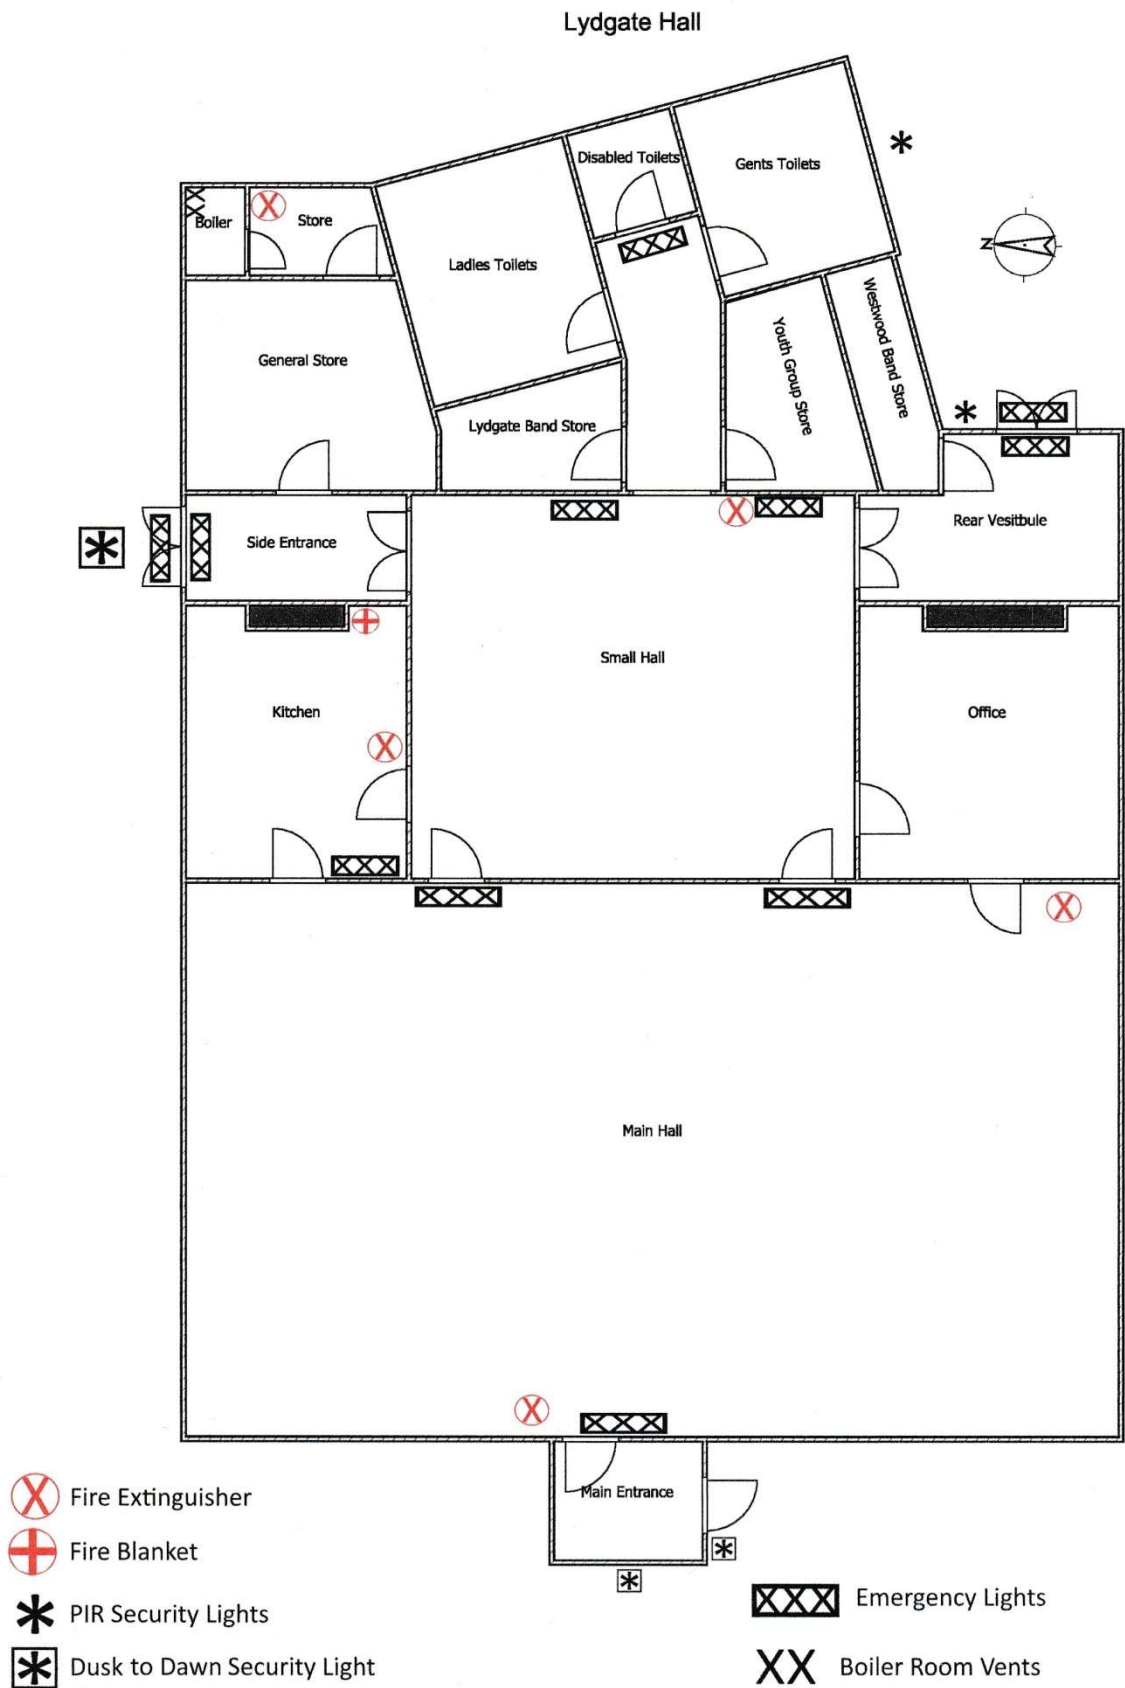 Lydgate Hall
Disabled Toilets
Gents Toilets
Boiler
Store
Ladies Toilets
N
General Store
Youth Group Store
Westwood Band Store
Lydgate Band Store
Side Entrance
Rear Vesitbule
Small Hall
Kitchen
Office
Main Hall
Main Entrance
Fire Extinguisher
Fire Blanket
PIR Security Lights
Dusk to Dawn Security Light
Emergency Lights
XX Boiler Room Vents